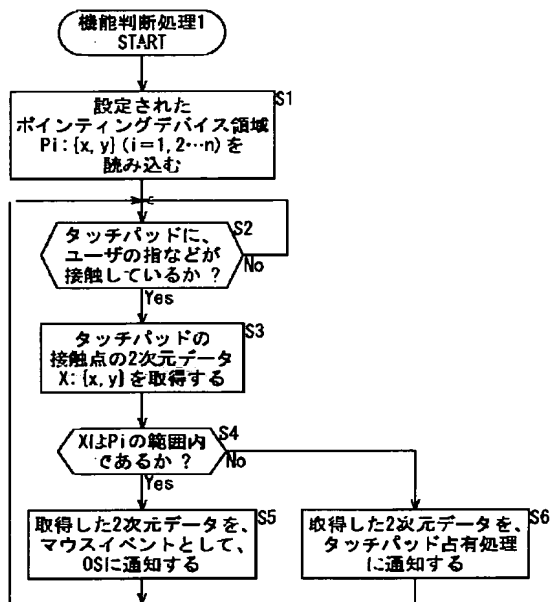 機能判断処理1
START
S1
設定された
ポインティングデバイス領域
Pi:{x, y}(i=1, 2…n)を
読み込む
S2
タッチパッドに、
ユーザの指などが
接触しているか ?
No
Yes
S3
タッチパッドの
接触点の2次元データ
X:{x, y}を取得する
S4
XはPiの範囲内
であるか ?
No
Yes
S5
取得した2次元データを、
マウスイベントとして、
OSに通知する
S6
取得した2次元データを、
タッチパッド占有処理
に通知する